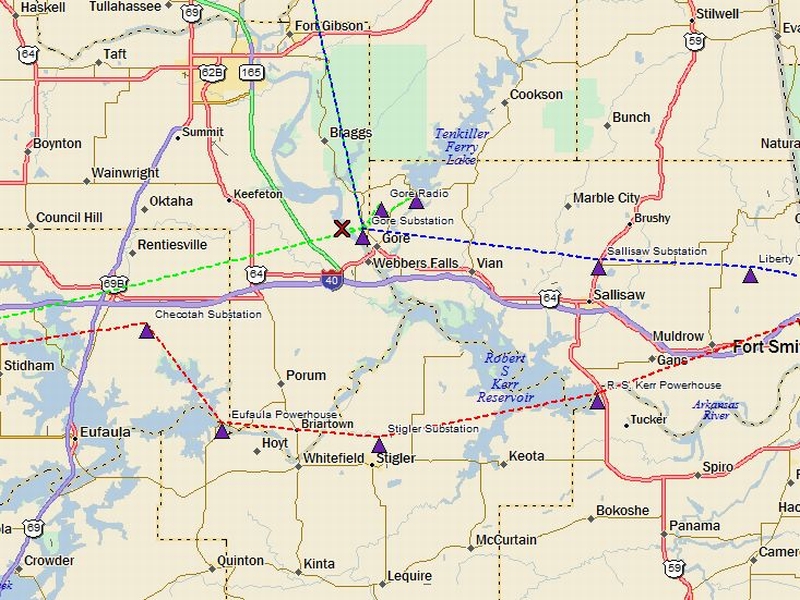 Haskell
Tullahassee
69
Stilwell
Fort Gibson
59
64
Taft
62B
165
Cookson
Bunch
Summit
Braggs
Tenkiller
Ferry
Lake
Boynton
Natura
Wainwright
Keefeton
Gore Radio
Marble City
Oktaha
Council Hill
Gore Substation
Brushy
Rentiesville
Gore
Sallisaw Substation
Webbers Falls
Vian
Liberty
64
69B
40
64
Sallisaw
Checotah Substation
Muldrow
Fort Smi
Stidham
Robert
S
Kerr
Reservoir
Gans
Porum
R. S. Kerr Powerhouse
Arkansas
River
Eufaula Powerhouse
Briartown
Stigler Substation
Tucker
Eufaula
Hoyt
Whitefield
Stigler
Keota
Spiro
Bokoshe
Hac
69
Panama
McCurtain
Crowder
Quinton
Kinta
Lequire
Camer
59
eek